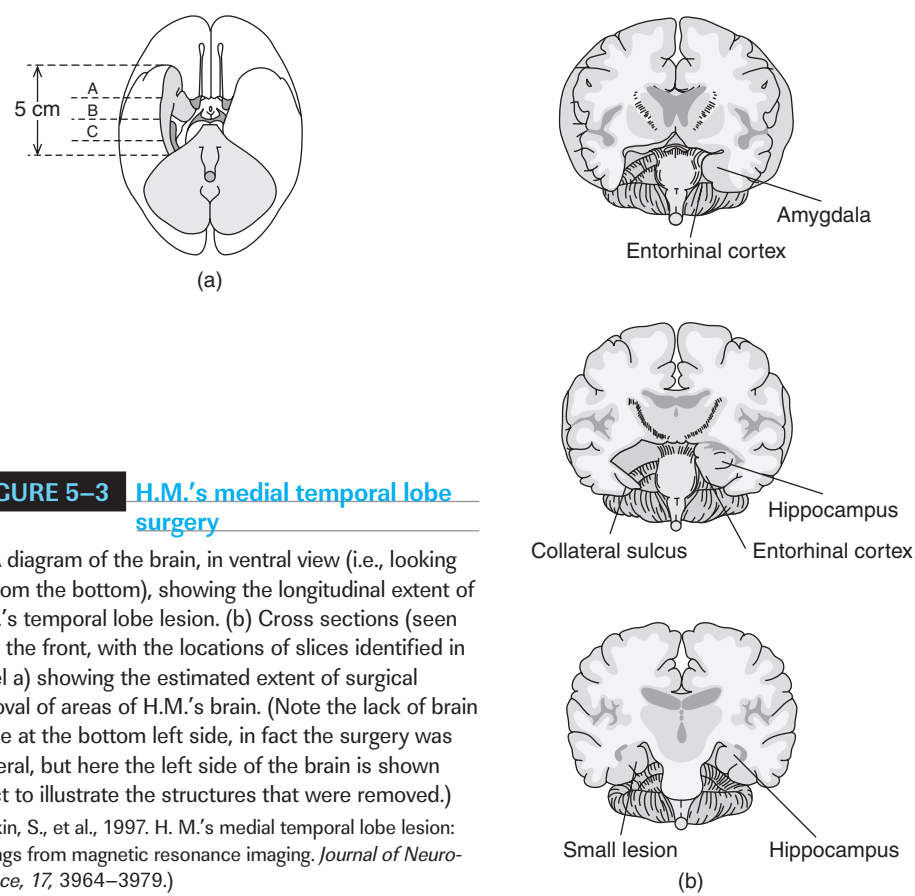 A
5 cm
B
C
(a)
Amygdala
Entorhinal cortex
Hippocampus
Collateral sulcus Entorhinal cortex
Small lesion Hippocampus
(b)
GURE 5–3 H.M.'s medial temporal lobe
surgery
A diagram of the brain, in ventral view (i.e., looking
om the bottom), showing the longitudinal extent of
.'s temporal lobe lesion. (b) Cross sections (seen
the front, with the locations of slices identified in
el a) showing the estimated extent of surgical
oval of areas of H.M.'s brain. (Note the lack of brain
e at the bottom left side, in fact the surgery was
eral, but here the left side of the brain is shown
ct to illustrate the structures that were removed.)
kin, S., et al., 1997. H. M.'s medial temporal lobe lesion:
ngs from magnetic resonance imaging. Journal of Neuro-
ce, 17, 3964–3979.)